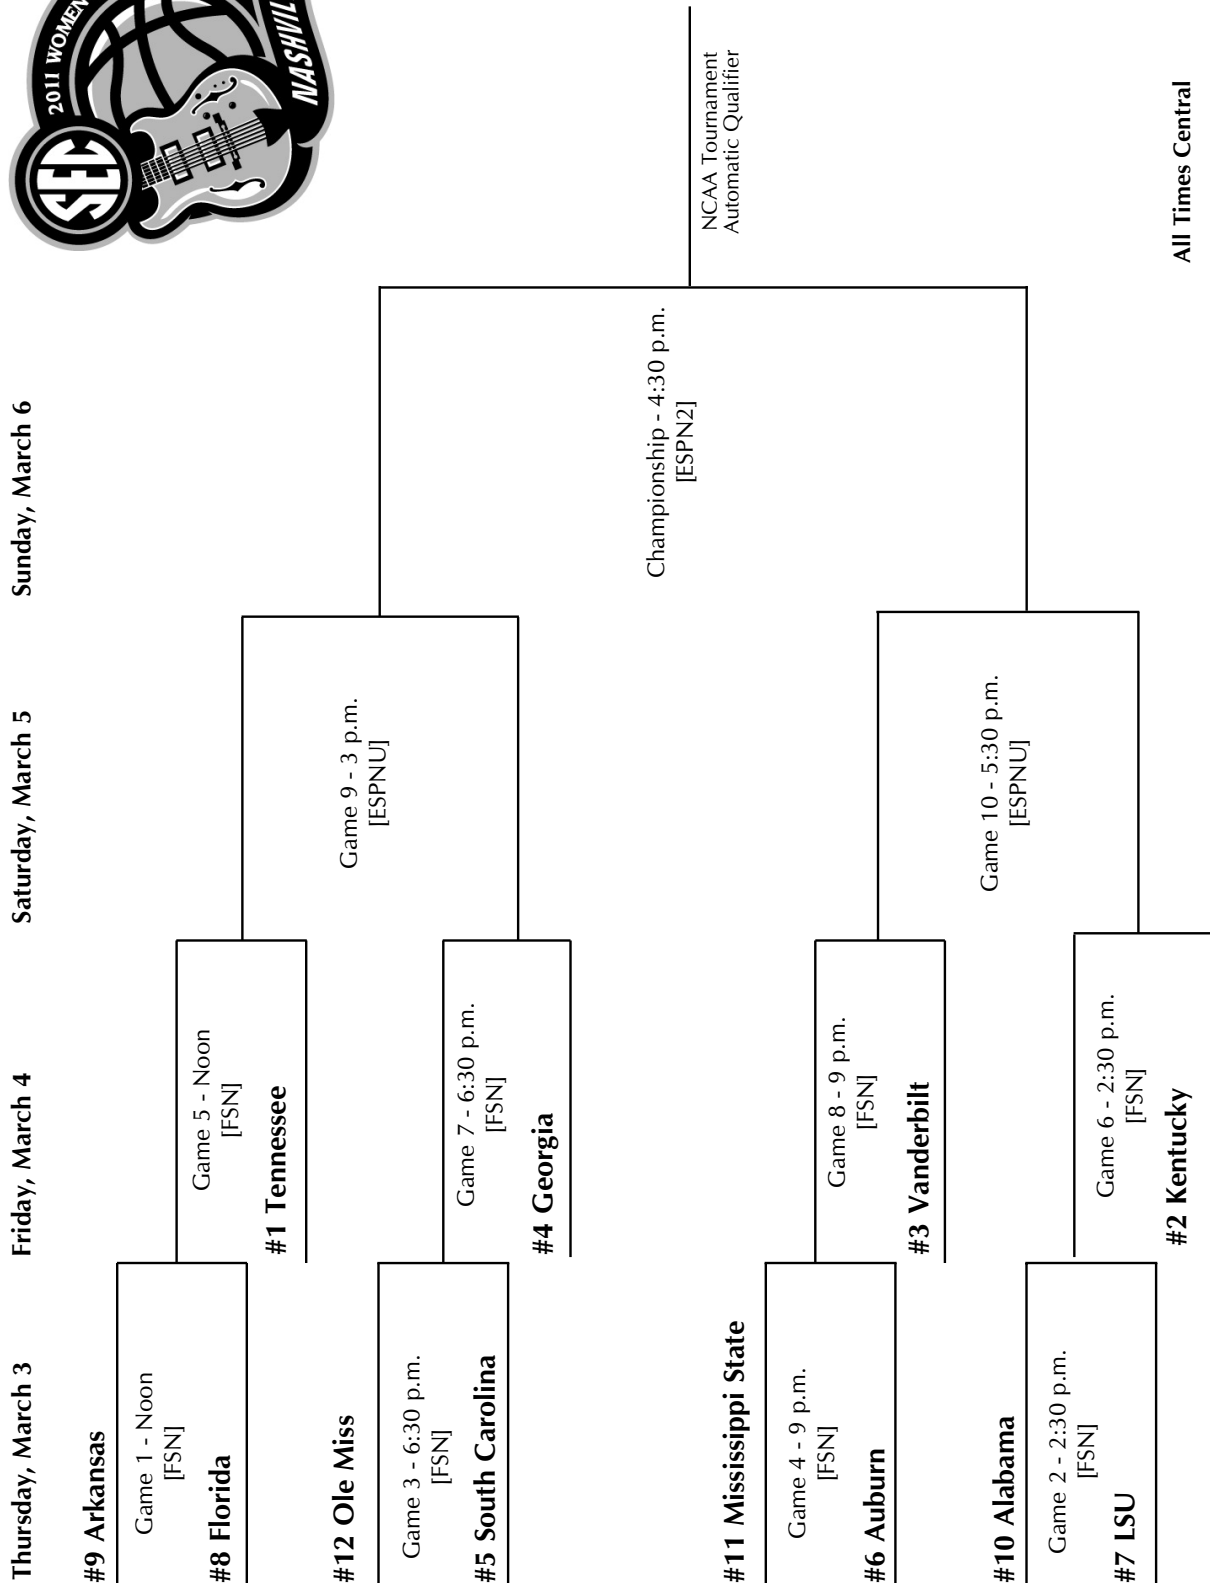 2011 WOMEN
SEC
NASHVIL
Thursday, March 3
Friday, March 4
Saturday, March 5
Sunday, March 6
#9 Arkansas
Game 1 - Noon
[FSN]
#8 Florida
Game 5 - Noon
[FSN]
#1 Tennessee
#12 Ole Miss
Game 3 - 6:30 p.m.
[FSN]
#5 South Carolina
Game 7 - 6:30 p.m.
[FSN]
#4 Georgia
Game 9 - 3 p.m.
[ESPNU]
#11 Mississippi State
Game 4 - 9 p.m.
[FSN]
#6 Auburn
Game 8 - 9 p.m.
[FSN]
#3 Vanderbilt
#10 Alabama
Game 2 - 2:30 p.m.
[FSN]
#7 LSU
Game 6 - 2:30 p.m.
[FSN]
#2 Kentucky
Game 10 - 5:30 p.m.
[ESPNU]
Championship - 4:30 p.m.
[ESPN2]
NCAA Tournament
Automatic Qualifier
All Times Central